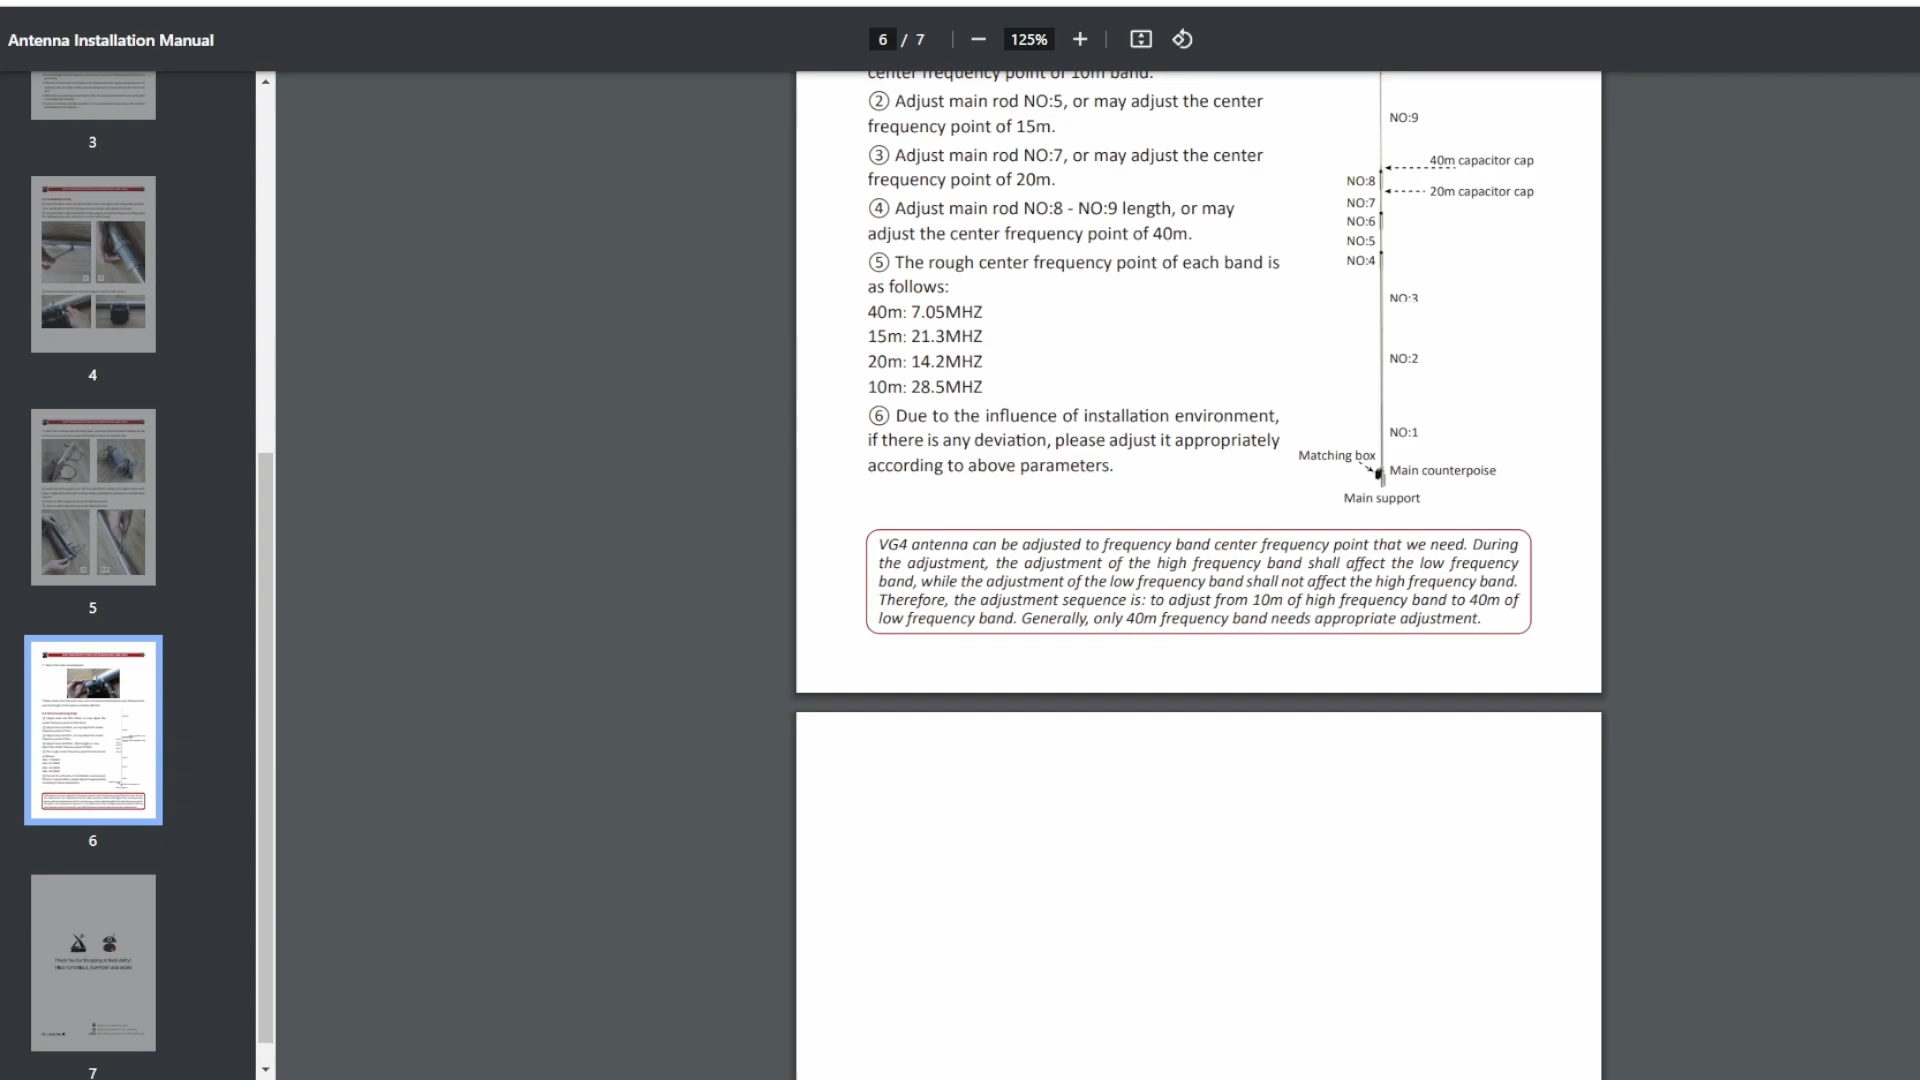 Antenna Installation Manual
6 / 7
125%
3
4
5
6
7
center frequency point of 10m band.
② Adjust main rod NO:5, or may adjust the center
frequency point of 15m.
③ Adjust main rod NO:7, or may adjust the center
frequency point of 20m.
④ Adjust main rod NO:8 - NO:9 length, or may
adjust the center frequency point of 40m.
⑤ The rough center frequency point of each band is
as follows:
40m: 7.05MHZ
15m: 21.3MHZ
20m: 14.2MHZ
10m: 28.5MHZ
⑥ Due to the influence of installation environment,
if there is any deviation, please adjust it appropriately
according to above parameters.
NO:9
40m capacitor cap
NO:8
20m capacitor cap
NO:7
NO:6
NO:5
NO:4
NO:3
NO:2
NO:1
Matching box
Main counterpoise
Main support
VG4 antenna can be adjusted to frequency band center frequency point that we need. During
the adjustment, the adjustment of the high frequency band shall affect the low frequency
band, while the adjustment of the low frequency band shall not affect the high frequency band.
Therefore, the adjustment sequence is: to adjust from 10m of high frequency band to 40m of
low frequency band. Generally, only 40m frequency band needs appropriate adjustment.